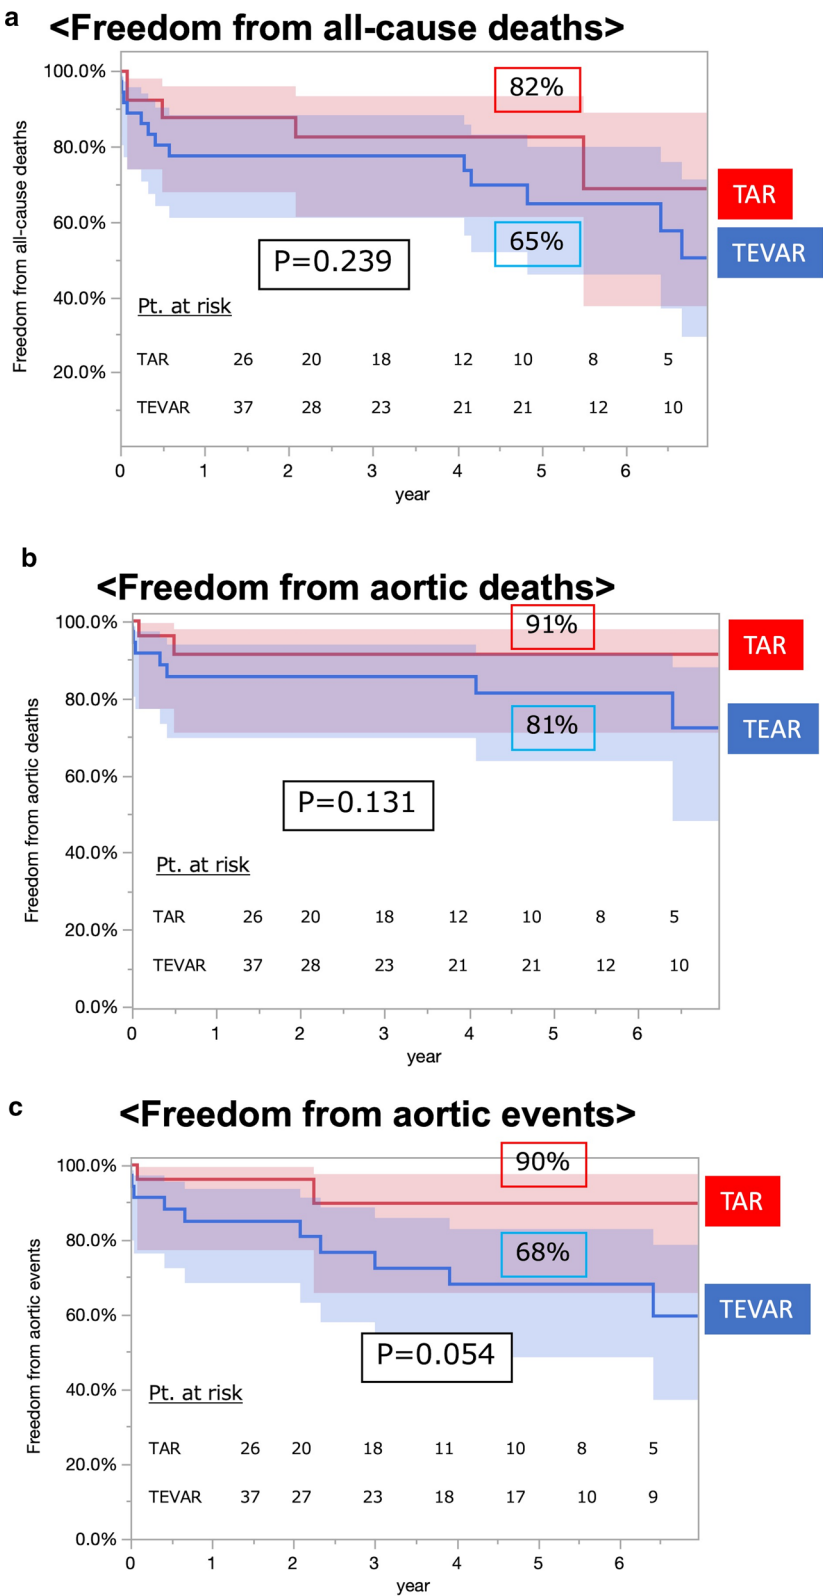 a <Freedom from all-cause deaths>
100.0%
80.0%
60.0%
40.0%
20.0%
Freedom from all-cause deaths
82%
65%
P=0.239
TAR
TEVAR
Pt. at risk
TAR 26 20 18 12 10 8 5
TEVAR 37 28 23 21 21 12 10
0 1 2 3 4 5 6
year
b
<Freedom from aortic deaths>
100.0%
80.0%
60.0%
40.0%
20.0%
0.0%
Freedom from aortic deaths
91%
81%
P=0.131
TAR
TEAR
Pt. at risk
TAR 26 20 18 12 10 8 5
TEVAR 37 28 23 21 21 12 10
0 1 2 3 4 5 6
year
c <Freedom from aortic events>
100.0%
80.0%
60.0%
40.0%
20.0%
0.0%
Freedom from aortic events
90%
68%
P=0.054
TAR
TEVAR
Pt. at risk
TAR 26 20 18 11 10 8 5
TEVAR 37 27 23 18 17 10 9
0 1 2 3 4 5 6
year